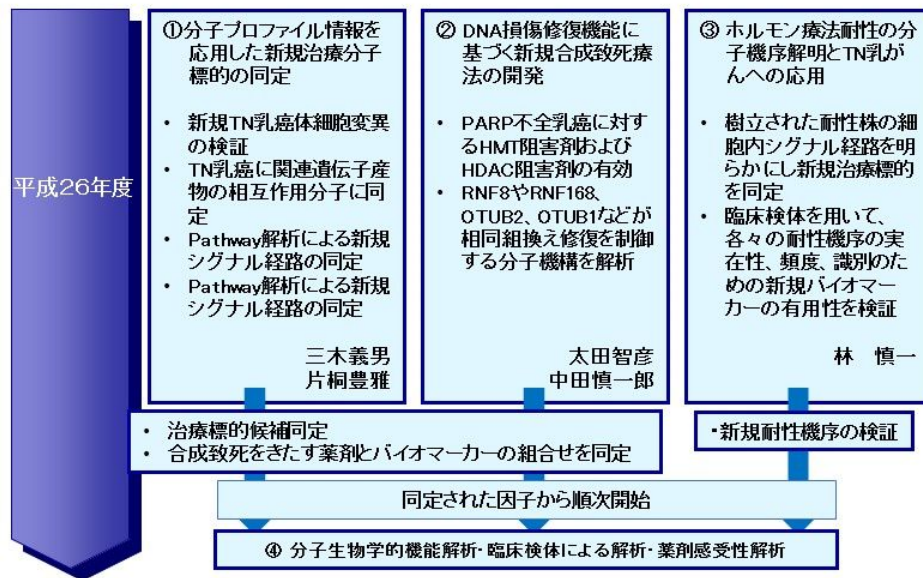 平成26年度
①分子プロファイル情報を
応用した新規治療分子
標的の同定
・ 新規TN乳癌体細胞変異
の検証
・ TN乳癌に関連遺伝子産
物の相互作用分子に同
定
・ Pathway解析による新規
シグナル経路の同定
・ Pathway解析による新規
シグナル経路の同定
三木義男
片桐豊雅
② DNA損傷修復機能に
基づく新規合成致死療
法の開発
・ PARP不全乳癌に対す
るHMT阻害剤および
HDAC阻害剤の有効
・ RNF8やRNF168、
OTUB2、OTUB1などが
相同組換え修復を制御
する分子機構を解析
太田智彦
中田慎一郎
③ ホルモン療法耐性の分
子機序解明とTN乳が
んへの応用
・ 樹立された耐性株の細
胞内シグナル経路を明
らかにし新規治療標的
を同定
・ 臨床検体を用いて、
各々の耐性機序の実
在性、頻度、識別のた
めの新規バイオマー
カーの有用性を検証
林 慎一
・ 治療標的候補同定
・ 合成致死をきたす薬剤とバイオマーカーの組合せを同定
・新規耐性機序の検証
同定された因子から順次開始
④ 分子生物学的機能解析・臨床検体による解析・薬剤感受性解析